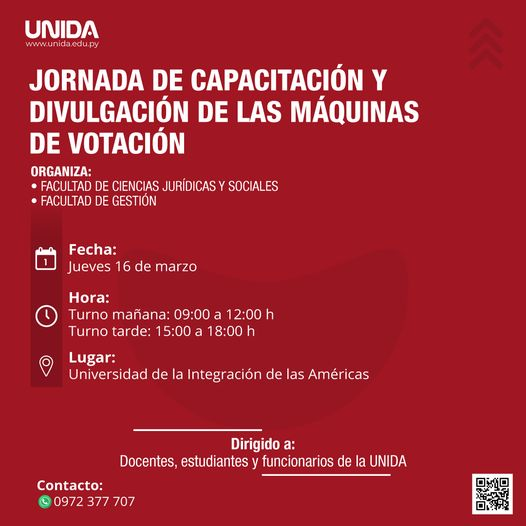 UNIDA
www.unida.edu.py
JORNADA DE CAPACITACIÓN Y
DIVULGACIÓN DE LAS MÁQUINAS
DE VOTACIÓN
ORGANIZA:
• FACULTAD DE CIENCIAS JURÍDICAS Y SOCIALES
• FACULTAD DE GESTIÓN
1
Fecha:
Jueves 16 de marzo
Hora:
Turno mañana: 09:00 a 12:00 h
Turno tarde: 15:00 a 18:00 h
Lugar:
Universidad de la Integración de las Américas
Dirigido a:
Docentes, estudiantes y funcionarios de la UNIDA
Contacto:
0972 377 707